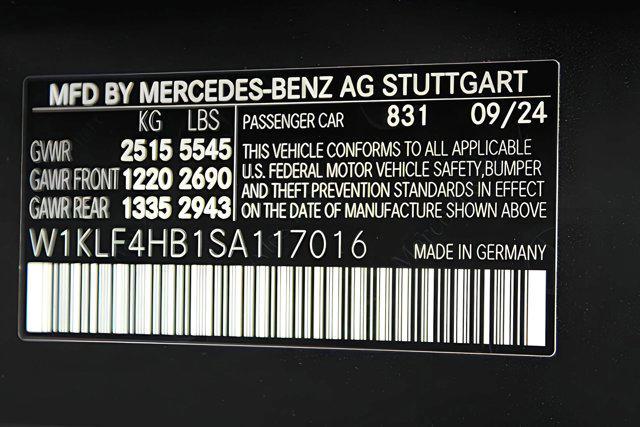 MFD BY MERCEDES-BENZ AG STUTTGART
KG LBS
GVWR 2515 5545
GAWR FRONT 1220 2690
GAWR REAR 1335 2943
PASSENGER CAR 831 09/24
THIS VEHICLE CONFORMS TO ALL APPLICABLE
U.S. FEDERAL MOTOR VEHICLE SAFETY,BUMPER
AND THEFT PREVENTION STANDARDS IN EFFECT
ON THE DATE OF MANUFACTURE SHOWN ABOVE
W1KLF4HB1SA117016
MADE IN GERMANY